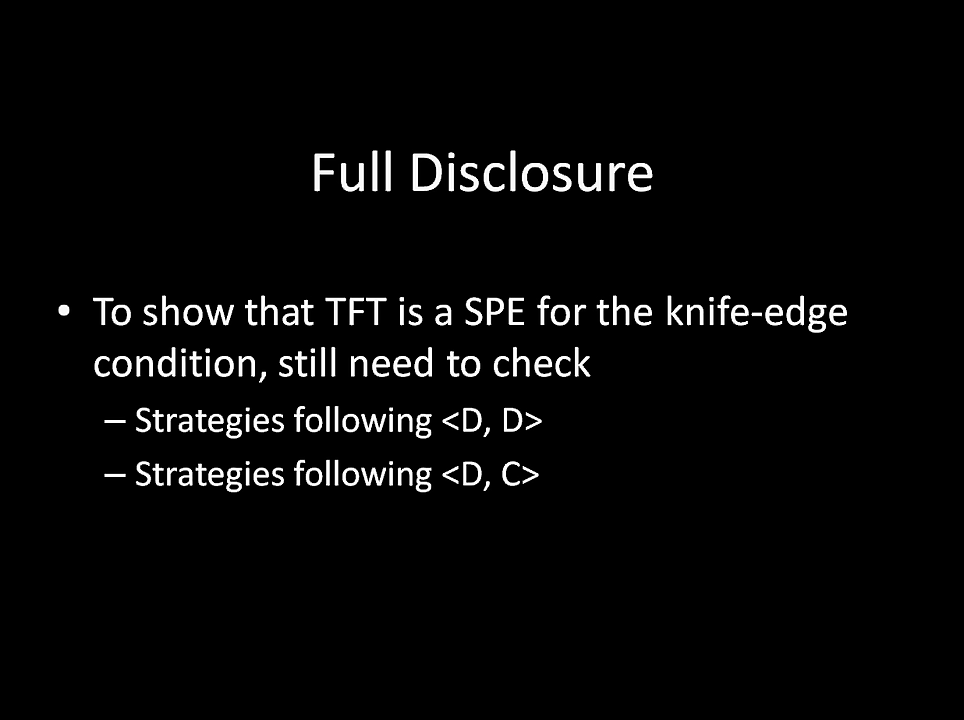 Full Disclosure
• To show that TFT is a SPE for the knife-edge
condition, still need to check
– Strategies following <D, D>
– Strategies following <D, C>